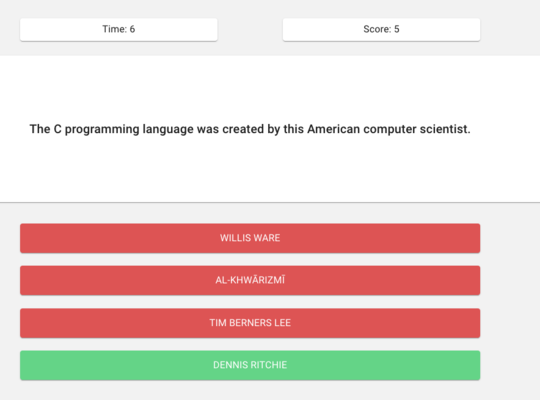 Time: 6
Score: 5
The C programming language was created by this American computer scientist.
WILLIS WARE
AL-KHWĀRIZMĪ
TIM BERNERS LEE
DENNIS RITCHIE